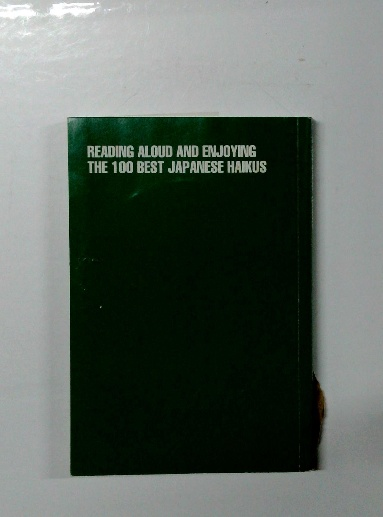 READING ALOUD AND ENJOYING
THE 100 BEST JAPANESE HAIKUS